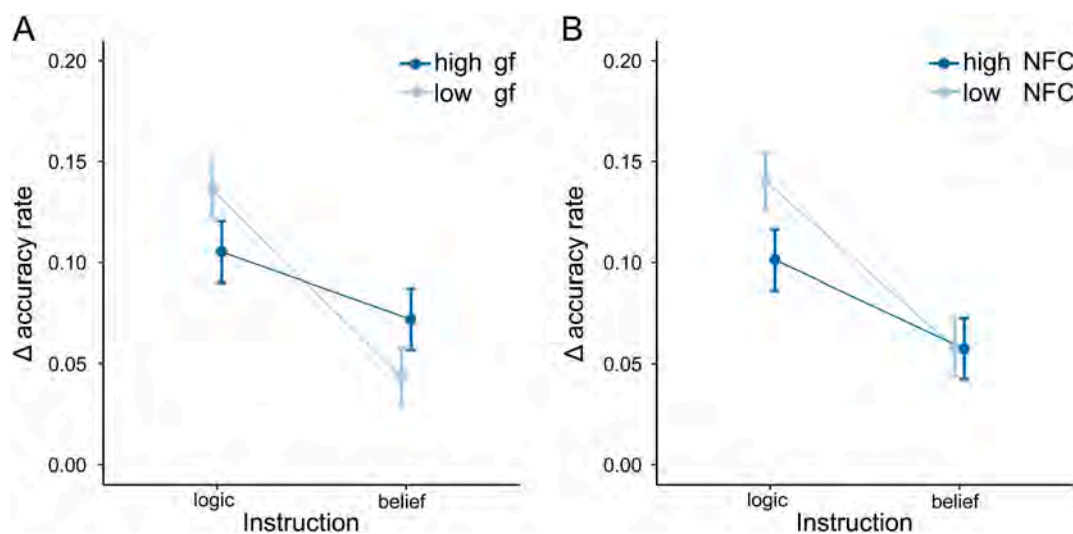 A
high gf
low gf
0.20
0.15
0.10
0.05
0.00
Δ accuracy rate
logic
belief
Instruction
B
high NFC
low NFC
0.20
0.15
0.10
0.05
0.00
Δ accuracy rate
logic
belief
Instruction